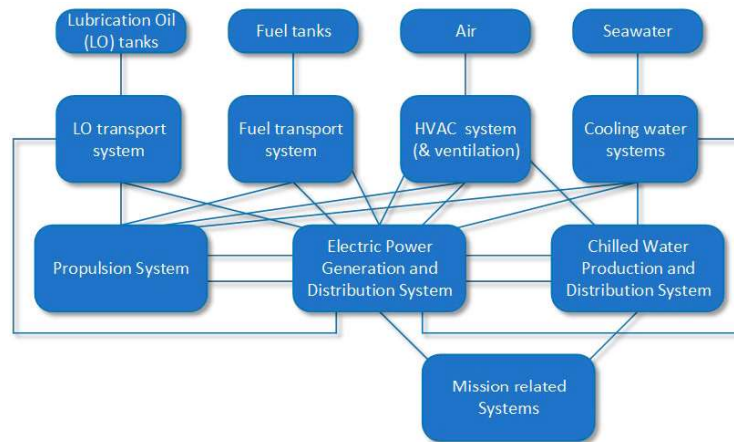 Lubrication Oil
(LO) tanks
Fuel tanks
Air
Seawater
LO transport
system
Fuel transport
system
HVAC system
(& ventilation)
Cooling water
systems
Propulsion System
Electric Power
Generation and
Distribution System
Chilled Water
Production and
Distribution System
Mission related
Systems